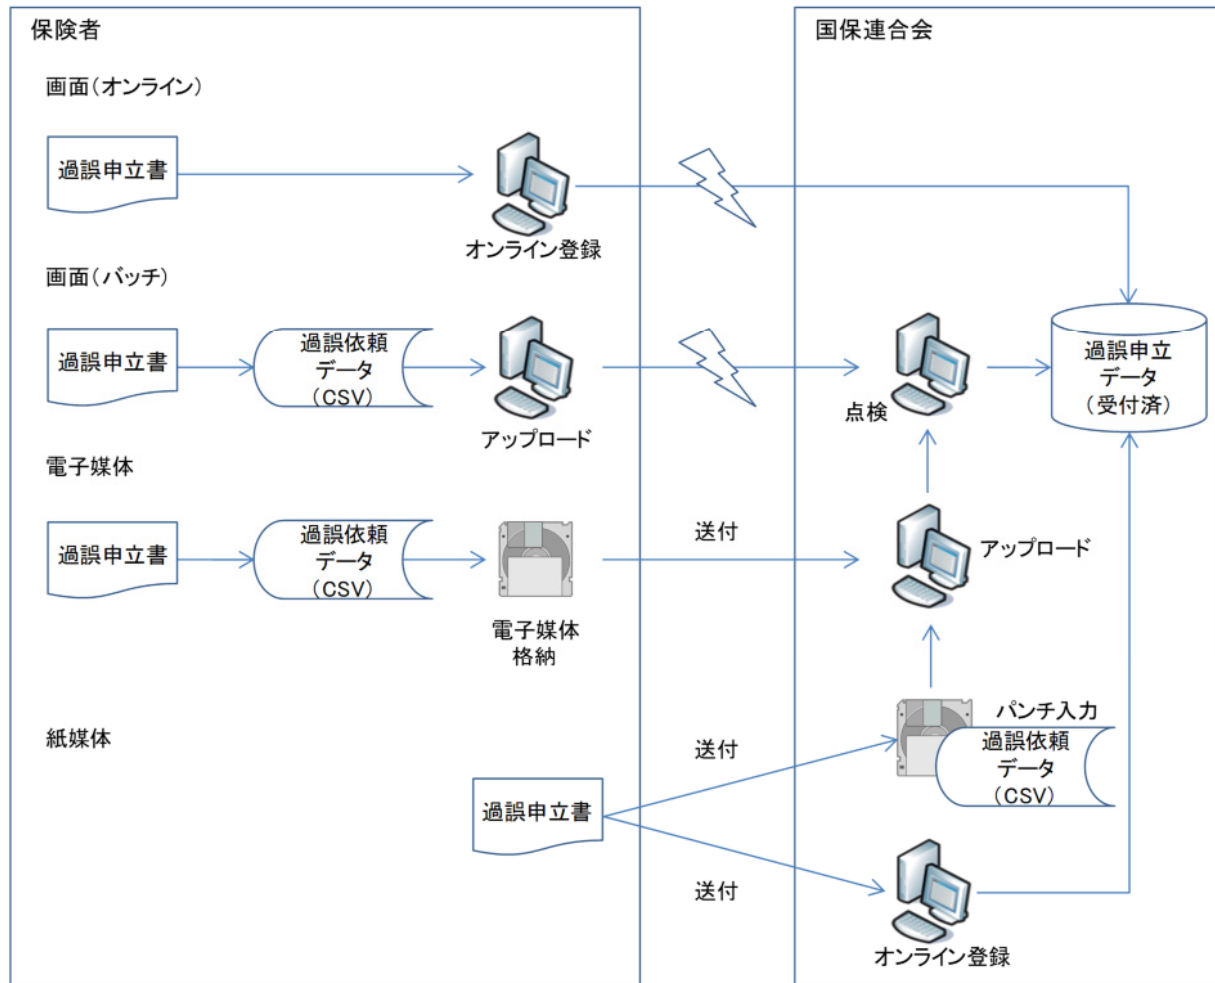 保険者
国保連合会
画面(オンライン)
過誤申立書
オンライン登録
画面(バッチ)
過誤申立書
過誤依頼
データ
(CSV)
アップロード
点検
過誤申立
データ
(受付済)
電子媒体
過誤申立書
過誤依頼
データ
(CSV)
電子媒体
格納
送付
アップロード
紙媒体
過誤申立書
送付
パンチ入力
過誤依頼
データ
(CSV)
送付
オンライン登録